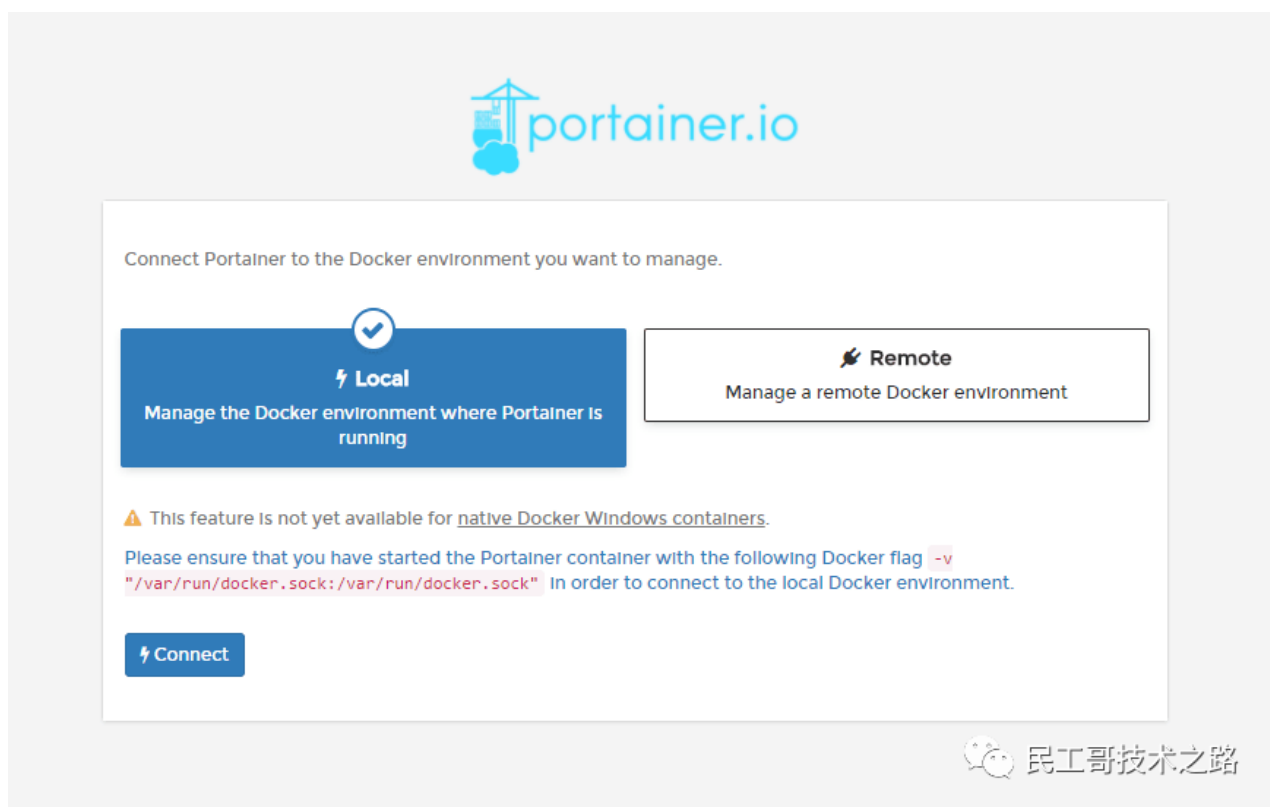 portainer.io
Connect Portainer to the Docker environment you want to manage.
Local
Manage the Docker environment where Portainer is
running
Remote
Manage a remote Docker environment
This feature is not yet available for native Docker Windows containers.
Please ensure that you have started the Portainer container with the following Docker flag -v
"/var/run/docker.sock:/var/run/docker.sock" in order to connect to the local Docker environment.
Connect
民工哥技术之路